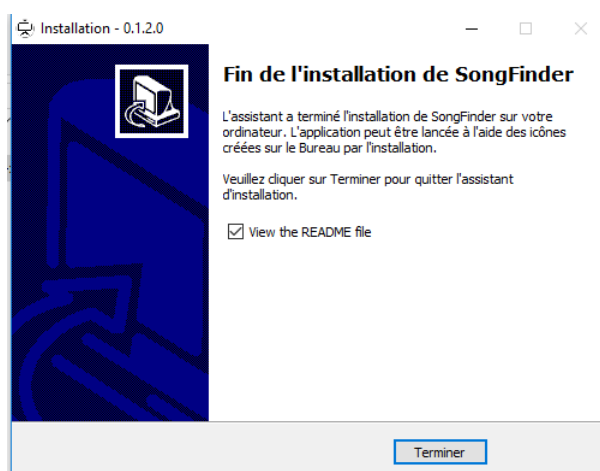 Installation - 0.1.2.0
Fin de l'installation de SongFinder
L'assistant a terminé l'installation de SongFinder sur votre
ordinateur. L'application peut être lancée à l'aide des icônes
créées sur le Bureau par l'installation.
Veuillez cliquer sur Terminer pour quitter l'assistant
d'installation.
View the README file
Terminer